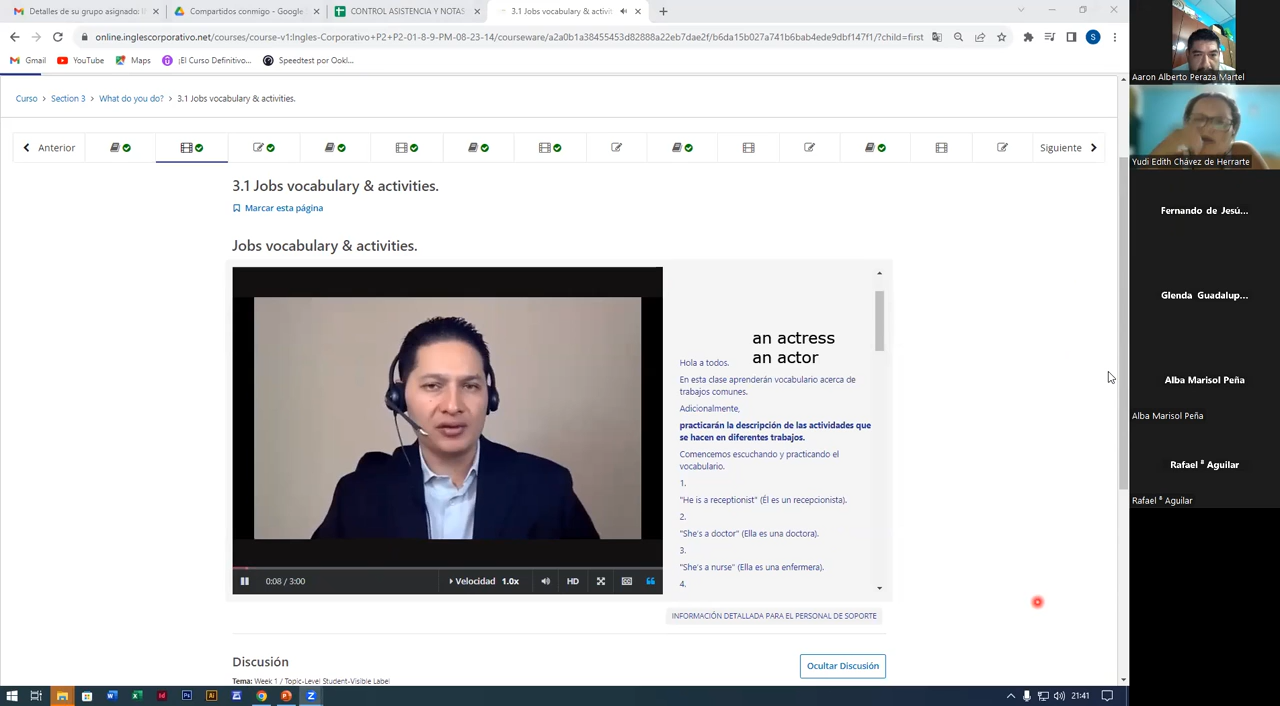 Detalles de su grupo asignado: I
Compartidos conmigo - Google
CONTROL ASISTENCIA Y NOTAS
3.1 Jobs vocabulary & activit
online.inglescorporativo.net/courses/course-v1:Ingles-Corporativo+P2+P2-01-8-9-PM-08-23-14/courseware/a2a0b1a38455453d82888a22eb7dae2f/b6da15b027a741b6bab4ede9dbf147f1/?child=first
S
Gmail
YouTube
Maps
¡El Curso Definitivo...
Speedtest por Ookl...
Curso > Section 3 > What do you do? > 3.1 Jobs vocabulary & activities.
Anterior
Siguiente
3.1 Jobs vocabulary & activities.
Marcar esta página
Jobs vocabulary & activities.
an actress
an actor
Hola a todos.
En esta clase aprenderán vocabulario acerca de
trabajos comunes.
Adicionalmente,
practicarán la descripción de las actividades que
se hacen en diferentes trabajos.
Comencemos escuchando y practicando el
vocabulario.
1.
"He is a receptionist" (Él es un recepcionista).
2.
"She's a doctor" (Ella es una doctora).
3.
"She's a nurse" (Ella es una enfermera).
4.
0:08 / 3:00
Velocidad 1.0x
HD
INFORMACIÓN DETALLADA PARA EL PERSONAL DE SOPORTE
Discusión
Tema: Week 1 / Topic-Level Student-Visible Label
Ocultar Discusión
21:41
Aaron Alberto Peraza Martel
Yudi Edith Chávez de Herrarte
Fernando de Jesú...
Glenda Guadalup...
Alba Marisol Peña
Alba Marisol Peña
Rafael ª Aguilar
Rafael ª Aguilar